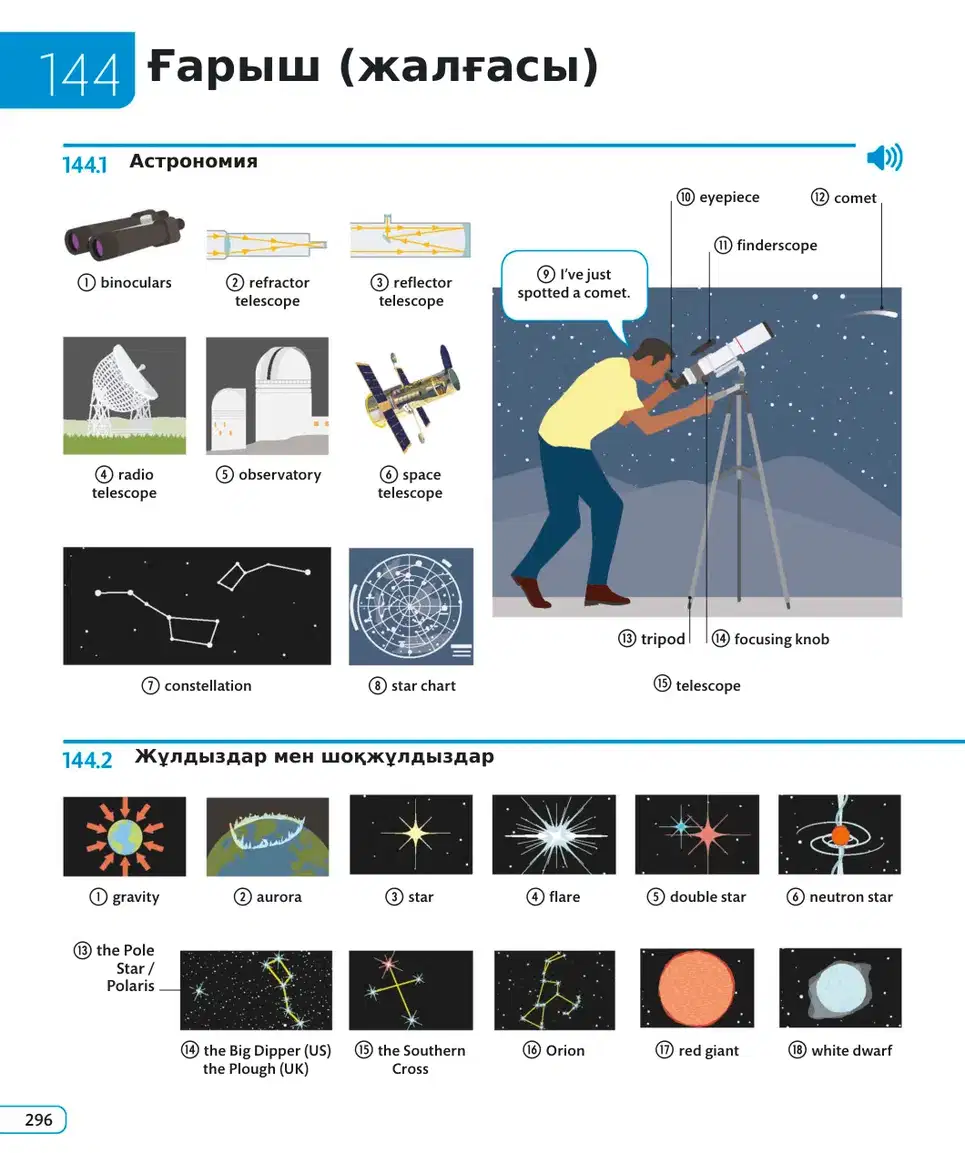 144
Ғарыш (жалғасы)
144.1 Астрономия
① binoculars
② refractor
telescope
③ reflector
telescope
④ radio
telescope
⑤ observatory
⑥ space
telescope
⑦ constellation
⑧ star chart
⑨ I’ve just
spotted a comet.
⑩ eyepiece
⑪ finderscope
⑫ comet
⑬ tripod
⑭ focusing knob
⑮ telescope
144.2 Жұлдыздар мен шоқжұлдыздар
① gravity
② aurora
③ star
④ flare
⑤ double star
⑥ neutron star
⑬ the Pole
Star /
Polaris
⑭ the Big Dipper (US)
the Plough (UK)
⑮ the Southern
Cross
⑯ Orion
⑰ red giant
⑱ white dwarf
296